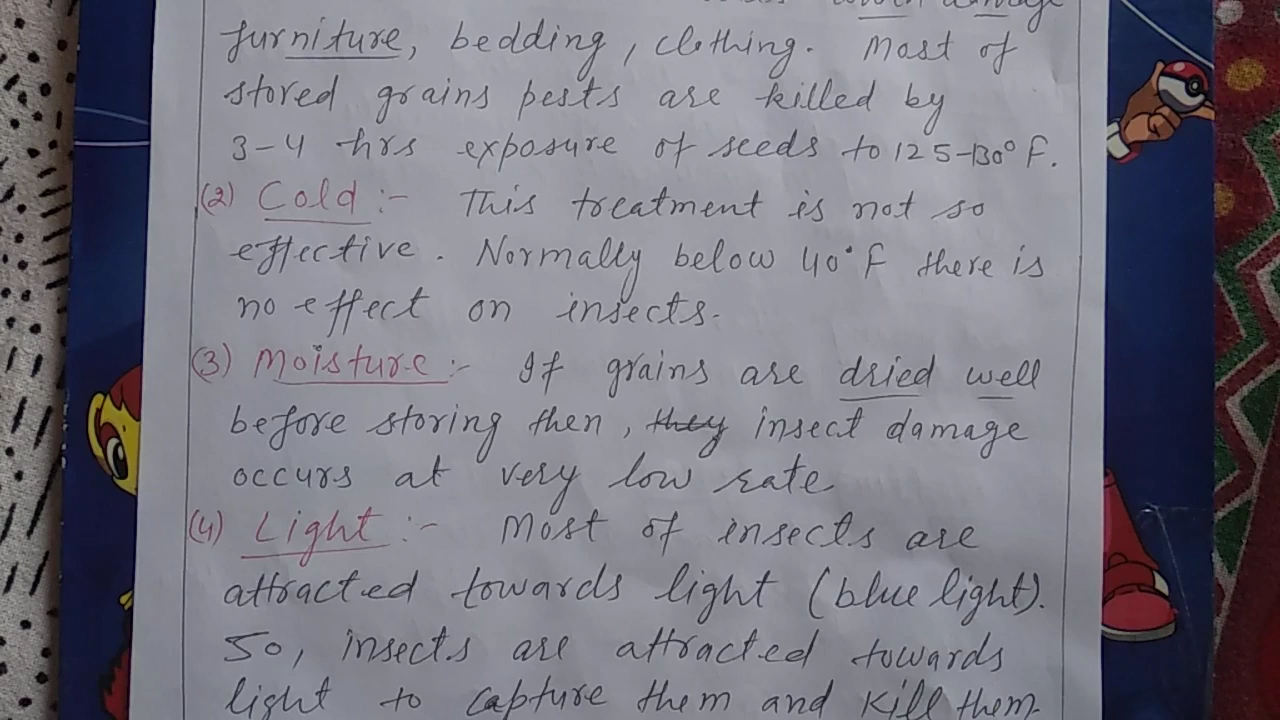 damage
furniture, bedding, clothing. Most of
stored grains pests are killed by
3-4 hrs exposure of seeds to 125-130° F.
(2) Cold :- This treatment is not so
effective. Normally below 40° F there is
no effect on insects.
(3) Moisture :- If grains are dried well
before storing then, they insect damage
occurs at very low rate
(4) Light :- Most of insects are
attracted towards light (blue light).
So, insects are attracted towards
light to capture them and kill them